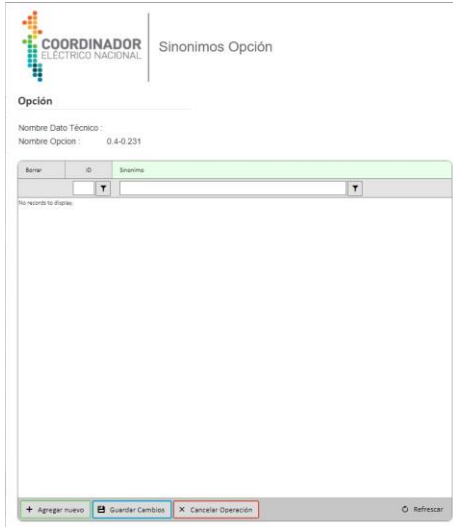 COORDINADOR
ELÉCTRICO NACIONAL
Sinonimos Opción
Opción
Nombre Dato Técnico :
Nombre Opcion : 0.4-0.231
Borrar ID Sinonimo
No records to display.
+ Agregar nuevo Guardar Cambios X Cancelar Operación Refrescar